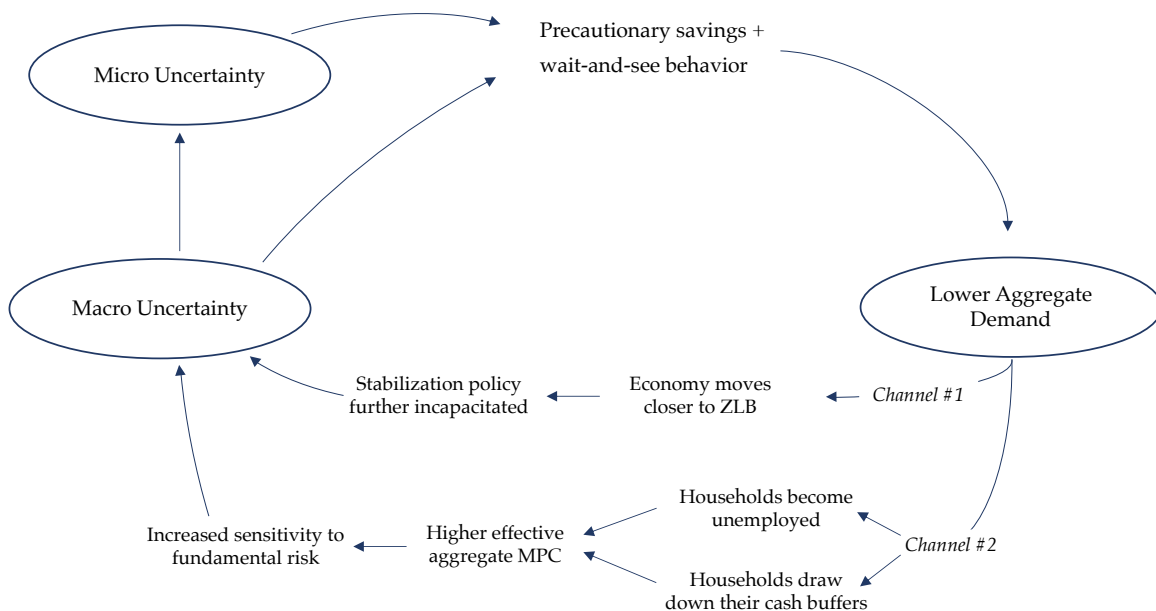 Micro Uncertainty
Precautionary savings +
wait-and-see behavior
Macro Uncertainty
Lower Aggregate
Demand
Stabilization policy
further incapacitated
Economy moves
closer to ZLB
Channel #1
Households become
unemployed
Increased sensitivity to
fundamental risk
Higher effective
aggregate MPC
Channel #2
Households draw
down their cash buffers